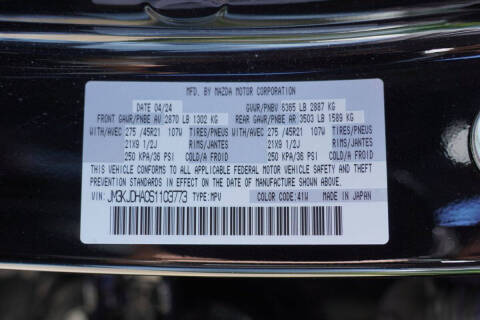 MFD. BY MAZDA MOTOR CORPORATION
DATE 04/24 GVWR/PNBV 6365 LB 2887 KG
FRONT GAWR/PNBE AV 2870 LB 1302 KG REAR GAWR/PNBE AR 3503 LB 1589 KG
WITH/AVEC 275 /45R21 107W TIRES/PNEUS WITH/AVEC 275 /45R21 107W TIRES/PNEUS
21X9 1/2J RIMS/JANTES 21X9 1/2J RIMS/JANTES
250 KPA/36 PSI COLD/A FROID 250 KPA/36 PSI COLD/A FROID
THIS VEHICLE CONFORMS TO ALL APPLICABLE FEDERAL MOTOR VEHICLE SAFETY AND THEFT
PREVENTION STANDARDS IN EFFECT ON THE DATE OF MANUFACTURE SHOWN ABOVE.
VIN: JM3KJDHA0S1103773 TYPE:MPV COLOR CODE:41W MADE IN JAPAN